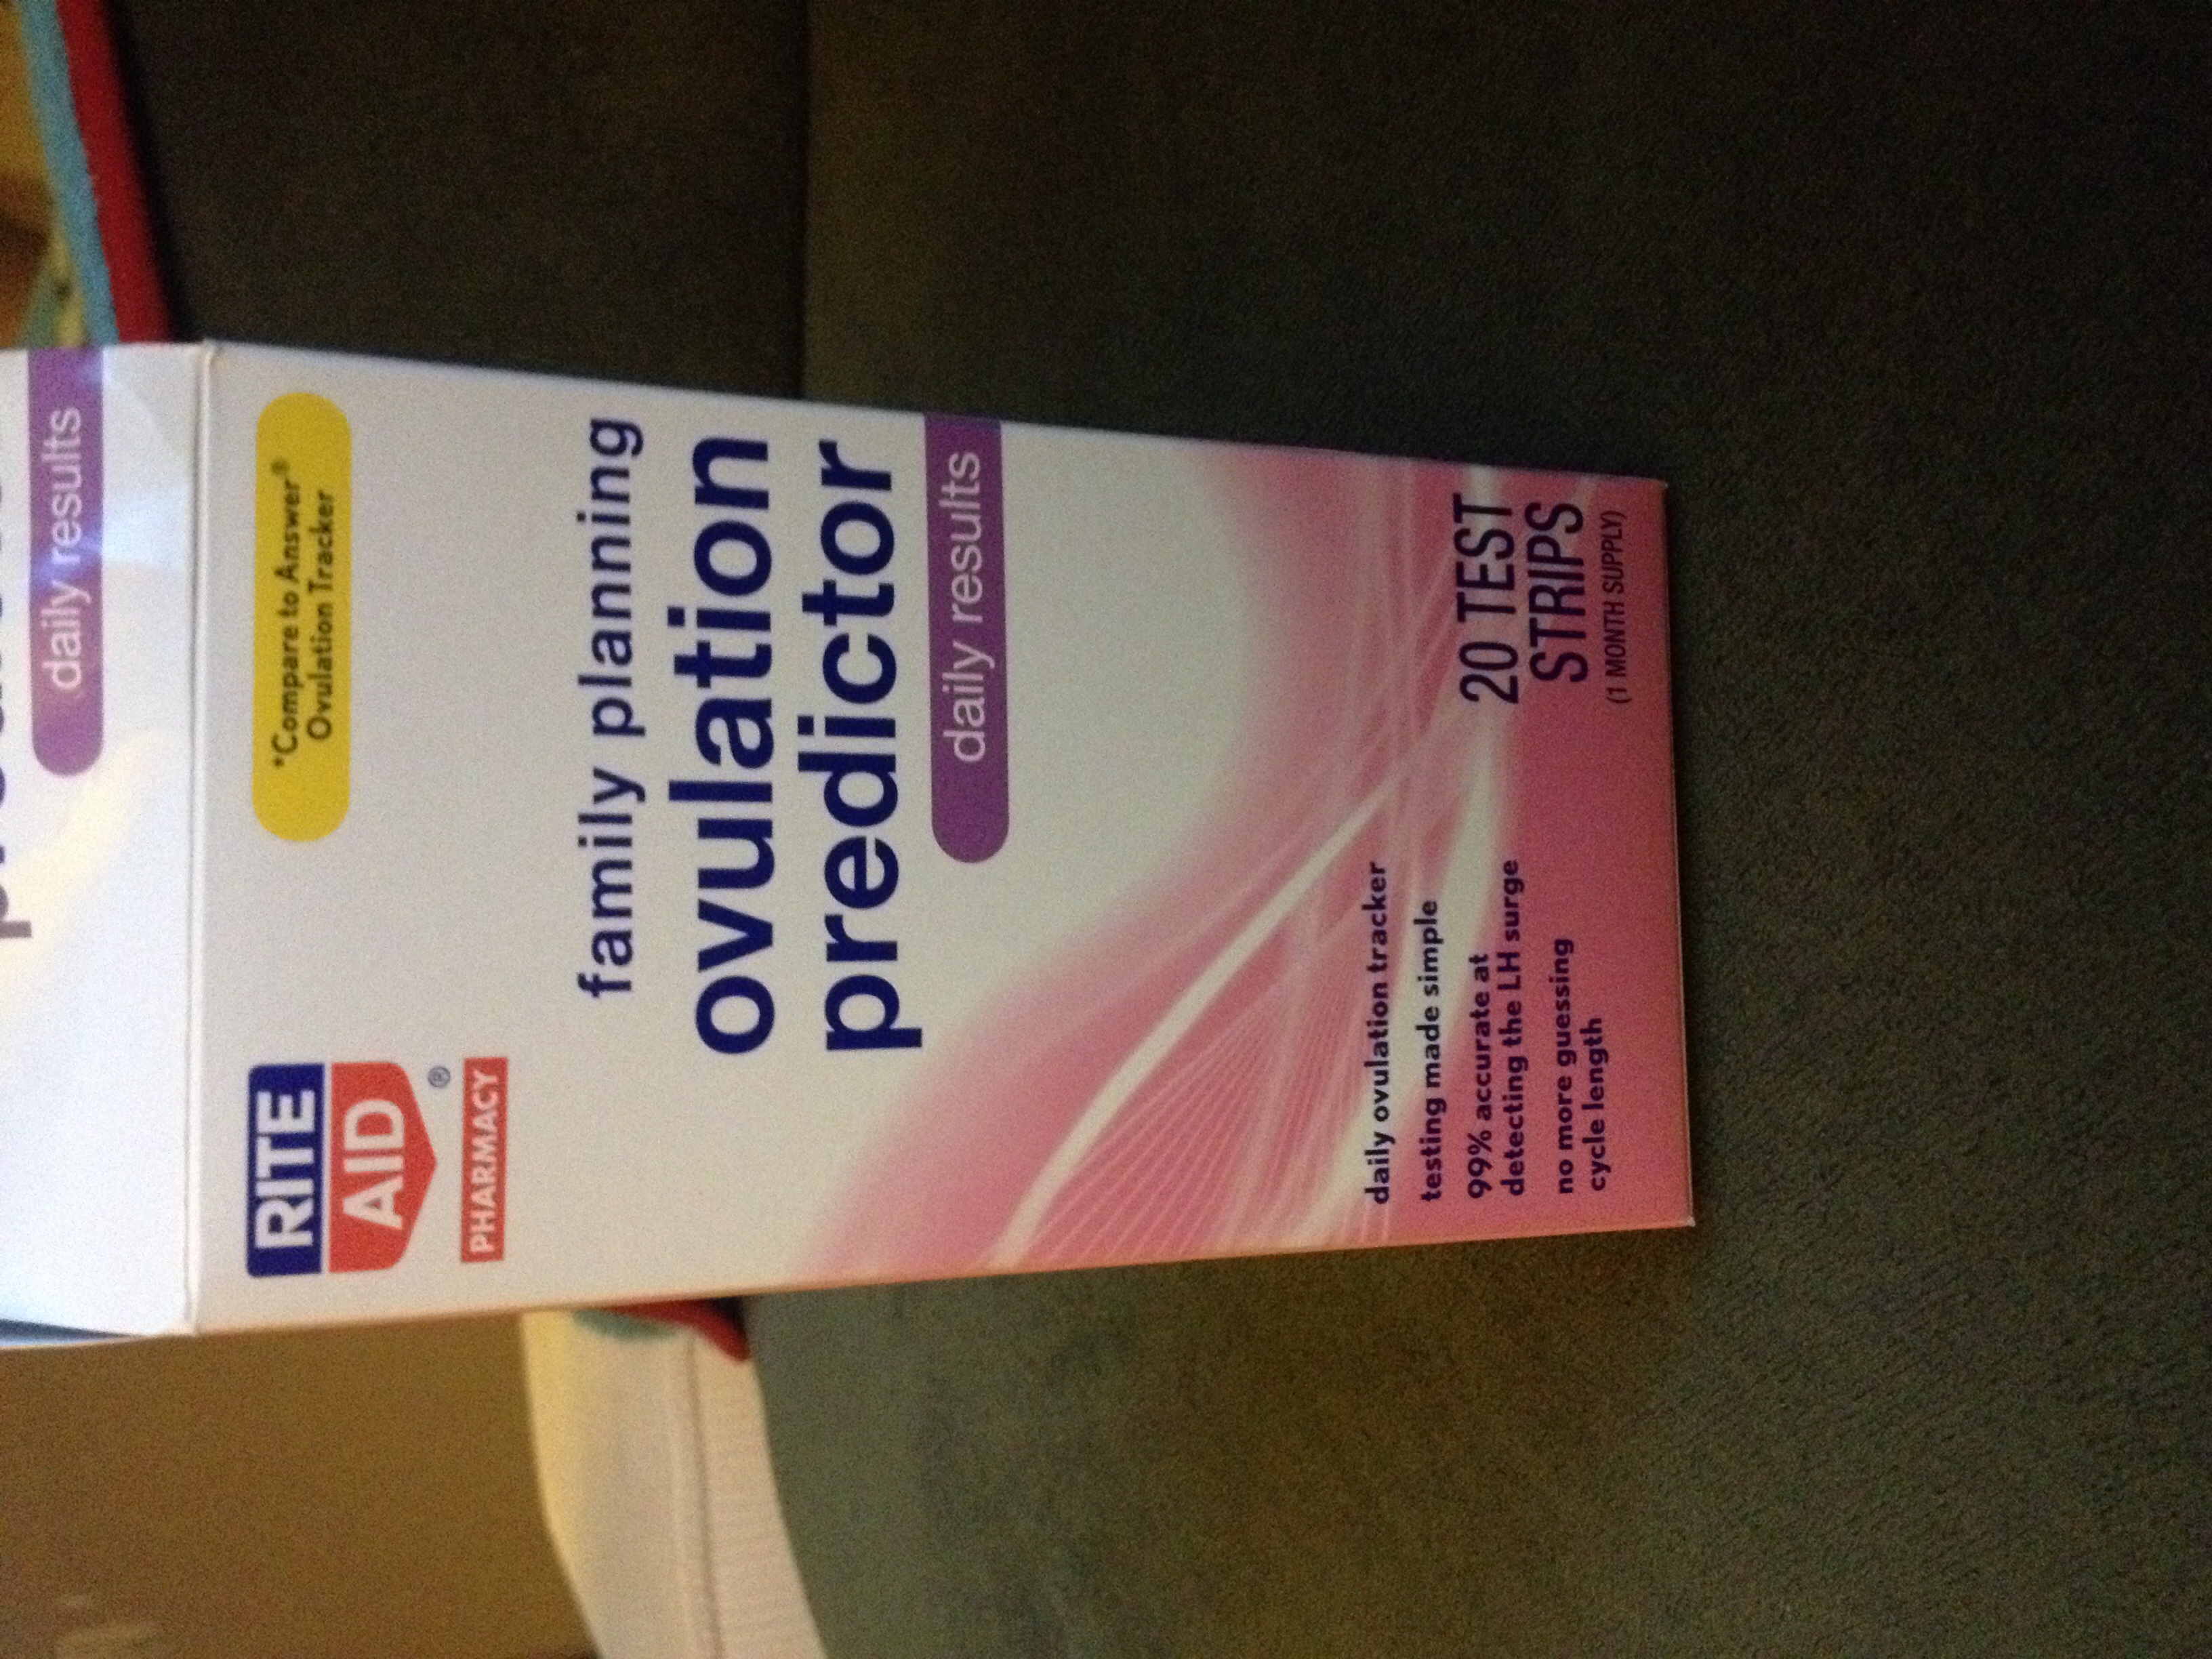 daily results
RITE
AID®
PHARMACY
*Compare to Answer®
Ovulation Tracker
family planning
ovulation
predictor
daily results
daily ovulation tracker
testing made simple
99% accurate at
detecting the LH surge
no more guessing
cycle length
20 TEST
STRIPS
(1 MONTH SUPPLY)